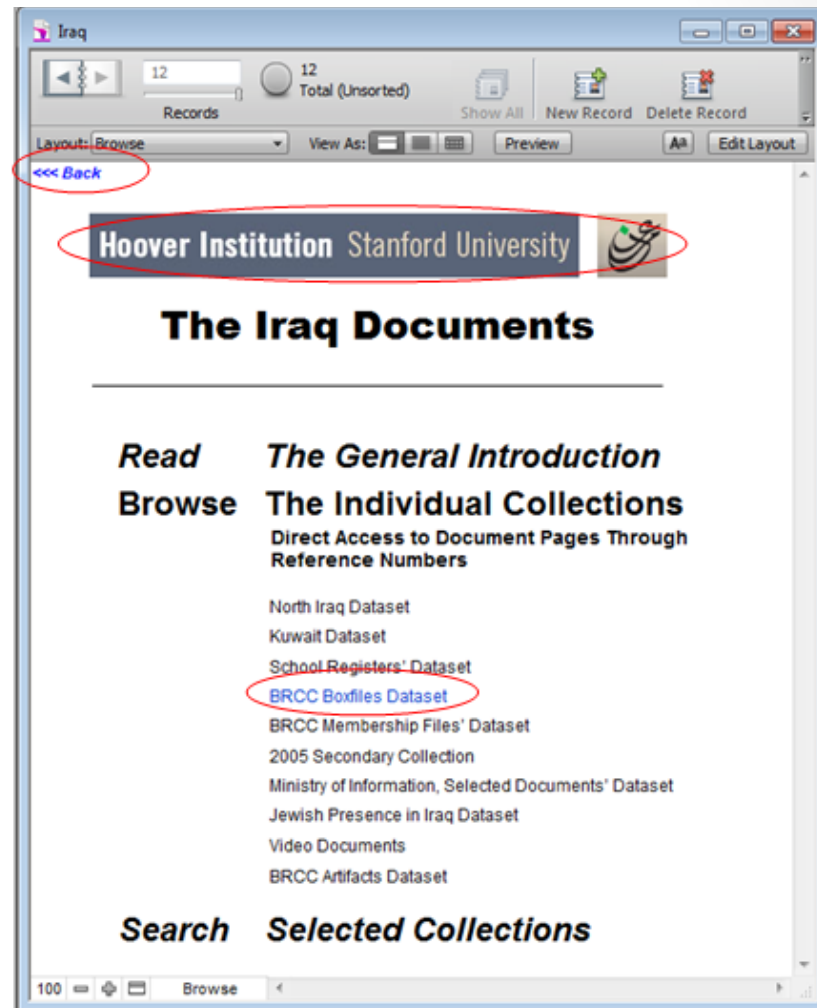 Iraq
12
12
Total (Unsorted)
Records
Show All
New Record
Delete Record
Layout: Browse
View As:
Preview
Aa
Edit Layout
<<< Back
Hoover Institution Stanford University
The Iraq Documents
Read The General Introduction
Browse The Individual Collections
Direct Access to Document Pages Through
Reference Numbers
North Iraq Dataset
Kuwait Dataset
School Registers' Dataset
BRCC Boxfiles Dataset
BRCC Membership Files' Dataset
2005 Secondary Collection
Ministry of Information, Selected Documents' Dataset
Jewish Presence in Iraq Dataset
Video Documents
BRCC Artifacts Dataset
Search Selected Collections
100
Browse